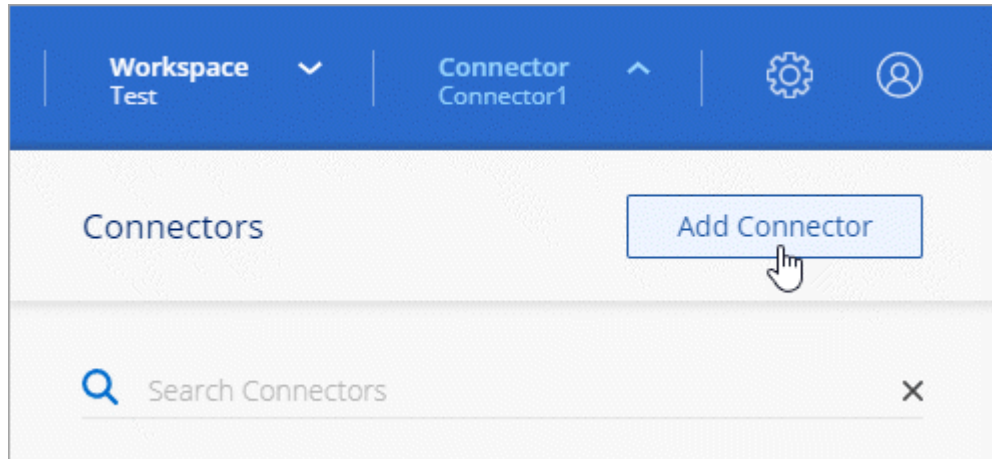 Workspace
Test
Connector
Connector1
Connectors
Add Connector
Search Connectors